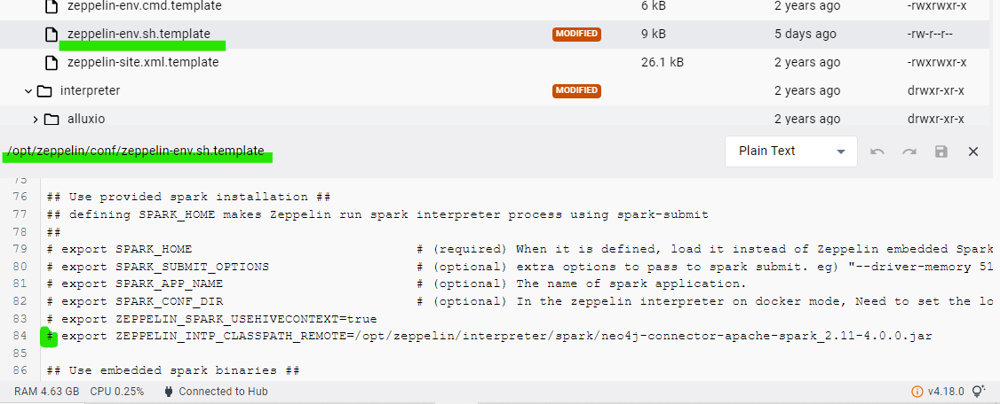 zeppelin-env.cmd.template 6 kB 2 years ago -rwxrwxr-x
zeppelin-env.sh.template MODIFIED 9 kB 5 days ago -rw-r--r--
zeppelin-site.xml.template 26.1 kB 2 years ago -rwxrwxr-x
interpreter MODIFIED 2 years ago drwxr-xr-x
alluxio 2 years ago drwxr-xr-x
/opt/zeppelin/conf/zeppelin-env.sh.template Plain Text
75
76 ## Use provided spark installation ##
77 ## defining SPARK_HOME makes Zeppelin run spark interpreter process using spark-submit
78 ##
79 # export SPARK_HOME # (required) When it is defined, load it instead of Zeppelin embedded Spark
80 # export SPARK_SUBMIT_OPTIONS # (optional) extra options to pass to spark submit. eg) "--driver-memory 51
81 # export SPARK_APP_NAME # (optional) The name of spark application.
82 # export SPARK_CONF_DIR # (optional) In the zeppelin interpreter on docker mode, Need to set the lo
83 # export ZEPPELIN_SPARK_USEHIVECONTEXT=true
84 # export ZEPPELIN_INTP_CLASSPATH_REMOTE=/opt/zeppelin/interpreter/spark/neo4j-connector-apache-spark_2.11-4.0.0.jar
85
86 ## Use embedded spark binaries ##
RAM 4.63 GB CPU 0.25% Connected to Hub v4.18.0